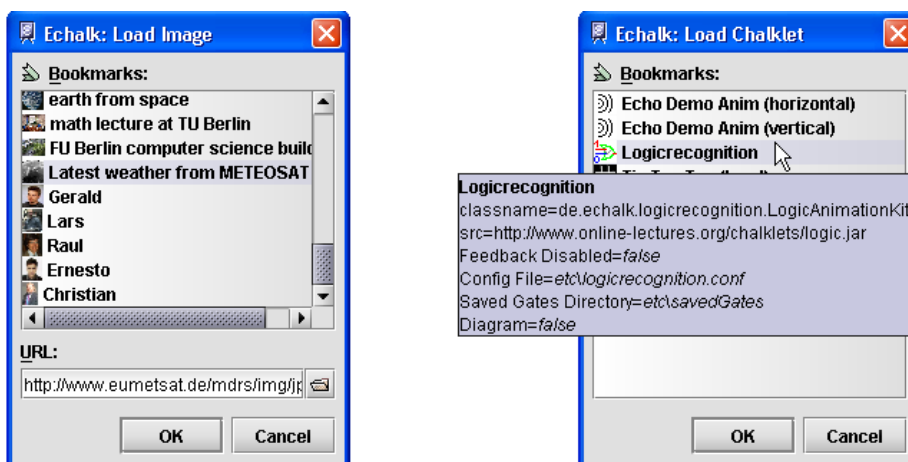 Echalk: Load Image
Bookmarks:
earth from space
math lecture at TU Berlin
FU Berlin computer science build
Latest weather from METEOSAT
Gerald
Lars
Raul
Ernesto
Christian
URL:
http://www.eumetsat.de/mdrs/img/jp
OK Cancel
Echalk: Load Chalklet
Bookmarks:
Echo Demo Anim (horizontal)
Echo Demo Anim (vertical)
Logicrecognition
Logicrecognition
classname=de.echalk.logicrecognition.LogicAnimationKit
src=http://www.online-lectures.org/chalklets/logic.jar
Feedback Disabled=false
Config File=etc\logicrecognition.conf
Saved Gates Directory=etc\savedGates
Diagram=false
OK Cancel